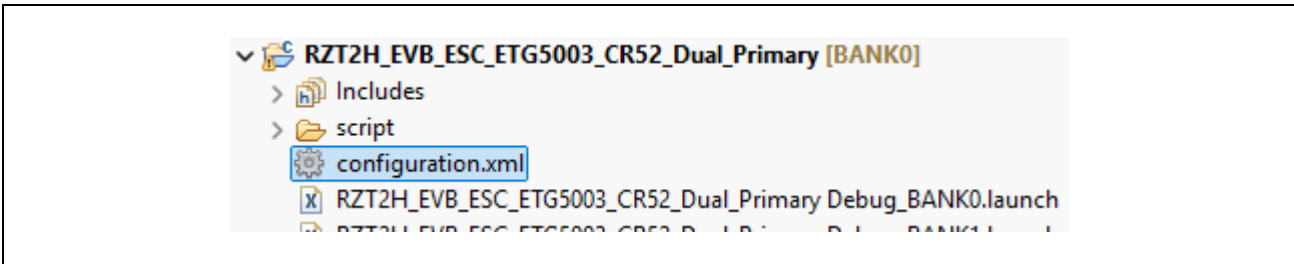 RZT2H_EVB_ESC_ETG5003_CR52_Dual_Primary [BANK0]
Includes
script
configuration.xml
RZT2H_EVB_ESC_ETG5003_CR52_Dual_Primary Debug_BANK0.launch